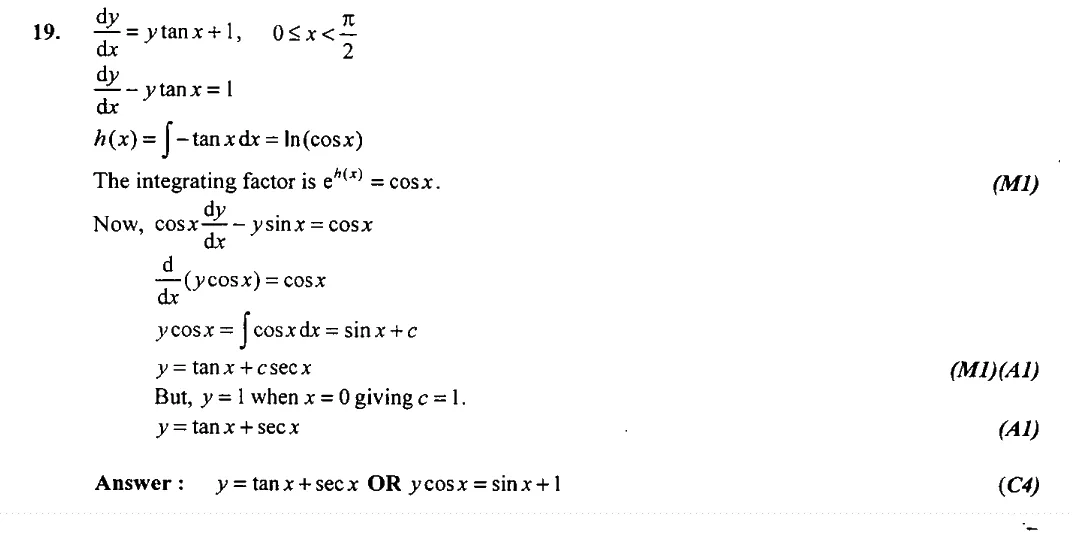 19. dy/dx = y tan x + 1, 0 ≤ x < π/2
dy/dx − y tan x = 1
h(x) = ∫ − tan x dx = ln(cos x)
The integrating factor is e^h(x) = cos x. (M1)
Now, cos x dy/dx − y sin x = cos x
d/dx (y cos x) = cos x
y cos x = ∫ cos x dx = sin x + c
y = tan x + c sec x (M1)(A1)
But, y = 1 when x = 0 giving c = 1.
y = tan x + sec x (A1)
Answer : y = tan x + sec x OR y cos x = sin x + 1 (C4)